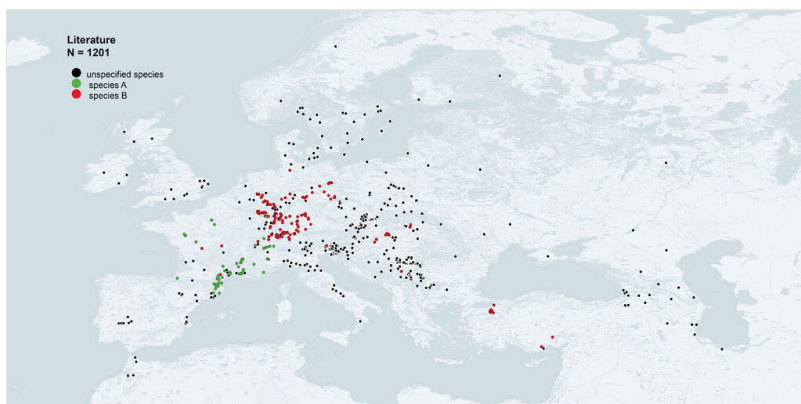 Literature
N = 1201
unspecified species
species A
species B